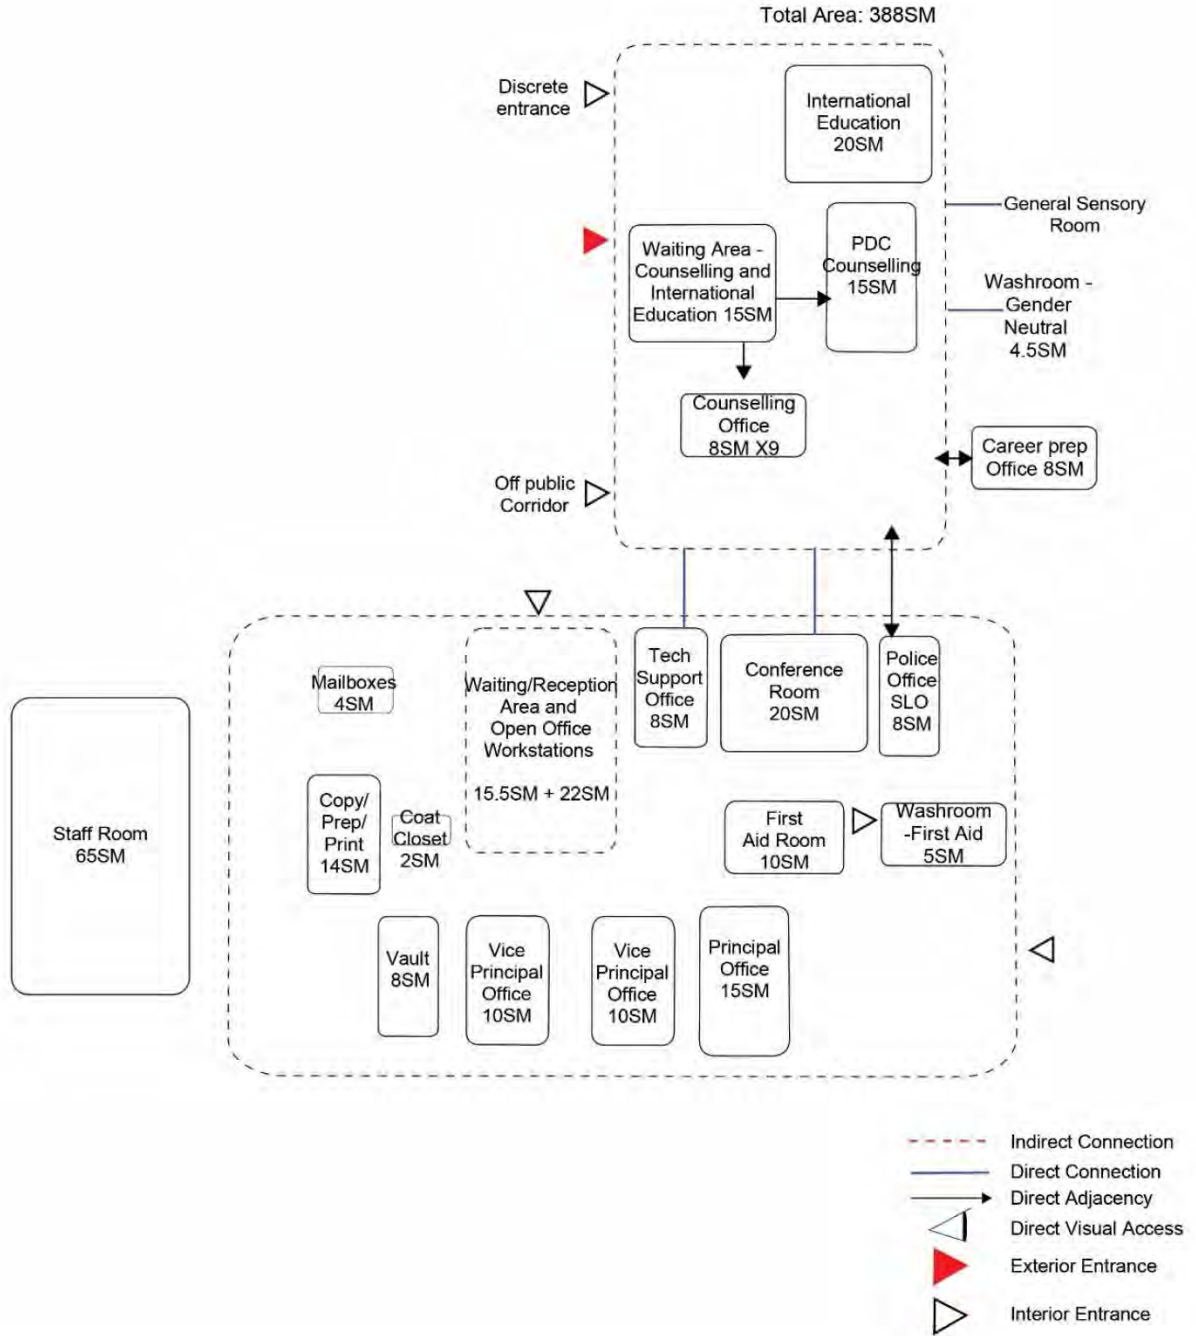 Total Area: 388SM
Discrete
entrance
International
Education
20SM
General Sensory
Room
Waiting Area -
Counselling and
International
Education 15SM
PDC
Counselling
15SM
Washroom -
Gender
Neutral
4.5SM
Counselling
Office
8SM X9
Career prep
Office 8SM
Off public
Corridor
Mailboxes
4SM
Waiting/Reception
Area and
Open Office
Workstations
15.5SM + 22SM
Tech
Support
Office
8SM
Conference
Room
20SM
Police
Office
SLO
8SM
Staff Room
65SM
Copy/
Prep/
Print
14SM
Coat
Closet
2SM
First
Aid Room
10SM
Washroom
-First Aid
5SM
Vault
8SM
Vice
Principal
Office
10SM
Vice
Principal
Office
10SM
Principal
Office
15SM
Indirect Connection
Direct Connection
Direct Adjacency
Direct Visual Access
Exterior Entrance
Interior Entrance